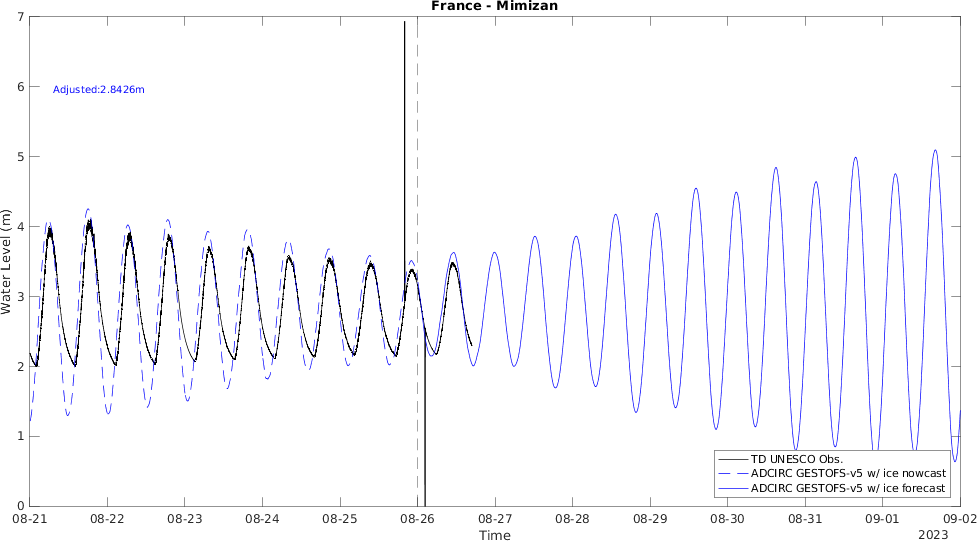 France - Mimizan
7
6
5
4
3
2
1
0
Water Level (m)
Adjusted:2.8426m
TD UNESCO Obs.
ADCIRC GESTOFS-v5 w/ ice nowcast
ADCIRC GESTOFS-v5 w/ ice forecast
08-21 08-22 08-23 08-24 08-25 08-26 08-27 08-28 08-29 08-30 08-31 09-01 09-02
Time
2023